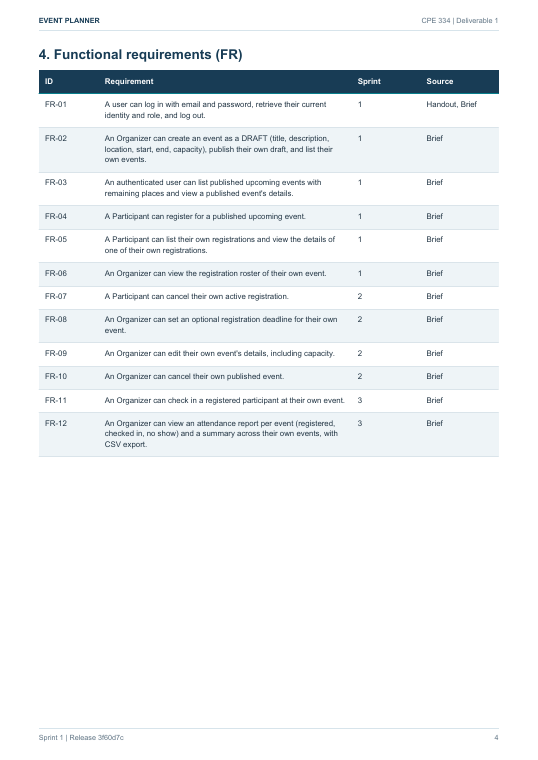 EVENT PLANNER
CPE 334 | Deliverable 1
4. Functional requirements (FR)
ID Requirement Sprint Source
FR-01 A user can log in with email and password, retrieve their current 1 Handout, Brief
identity and role, and log out.
FR-02 An Organizer can create an event as a DRAFT (title, description, 1 Brief
location, start, end, capacity), publish their own draft, and list their
own events.
FR-03 An authenticated user can list published upcoming events with 1 Brief
remaining places and view a published event's details.
FR-04 A Participant can register for a published upcoming event. 1 Brief
FR-05 A Participant can list their own registrations and view the details of 1 Brief
one of their own registrations.
FR-06 An Organizer can view the registration roster of their own event. 1 Brief
FR-07 A Participant can cancel their own active registration. 2 Brief
FR-08 An Organizer can set an optional registration deadline for their own 2 Brief
event.
FR-09 An Organizer can edit their own event's details, including capacity. 2 Brief
FR-10 An Organizer can cancel their own published event. 2 Brief
FR-11 An Organizer can check in a registered participant at their own event. 3 Brief
FR-12 An Organizer can view an attendance report per event (registered, 3 Brief
checked in, no show) and a summary across their own events, with
CSV export.
Sprint 1 | Release 3f60d7c
4